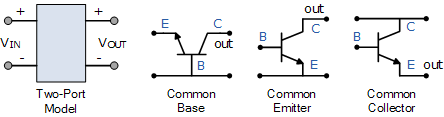 + +
VIN VOUT
- -
Two-Port
Model
E C
out
B
Common
Base
out
C
B
E
Common
Emitter
C
B
E out
Common
Collector